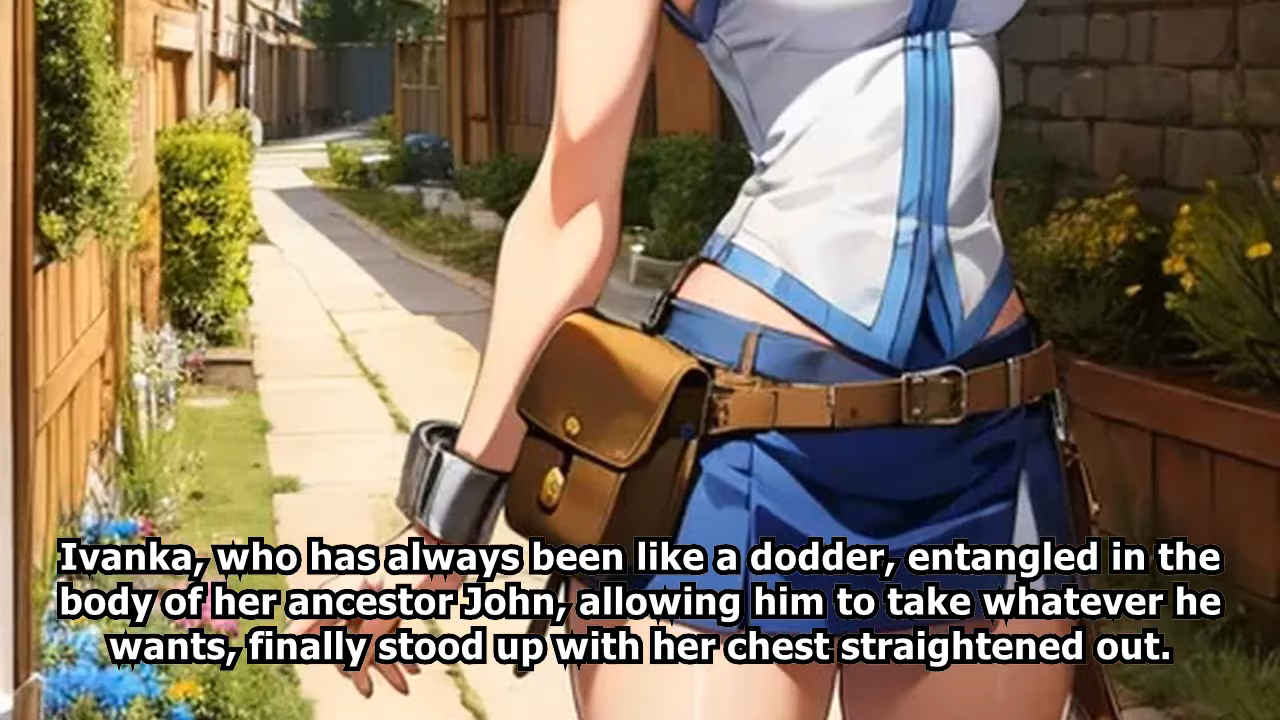 Ivanka, who has always been like a dodder, entangled in the
body of her ancestor John, allowing him to take whatever he
wants, finally stood up with her chest straightened out.